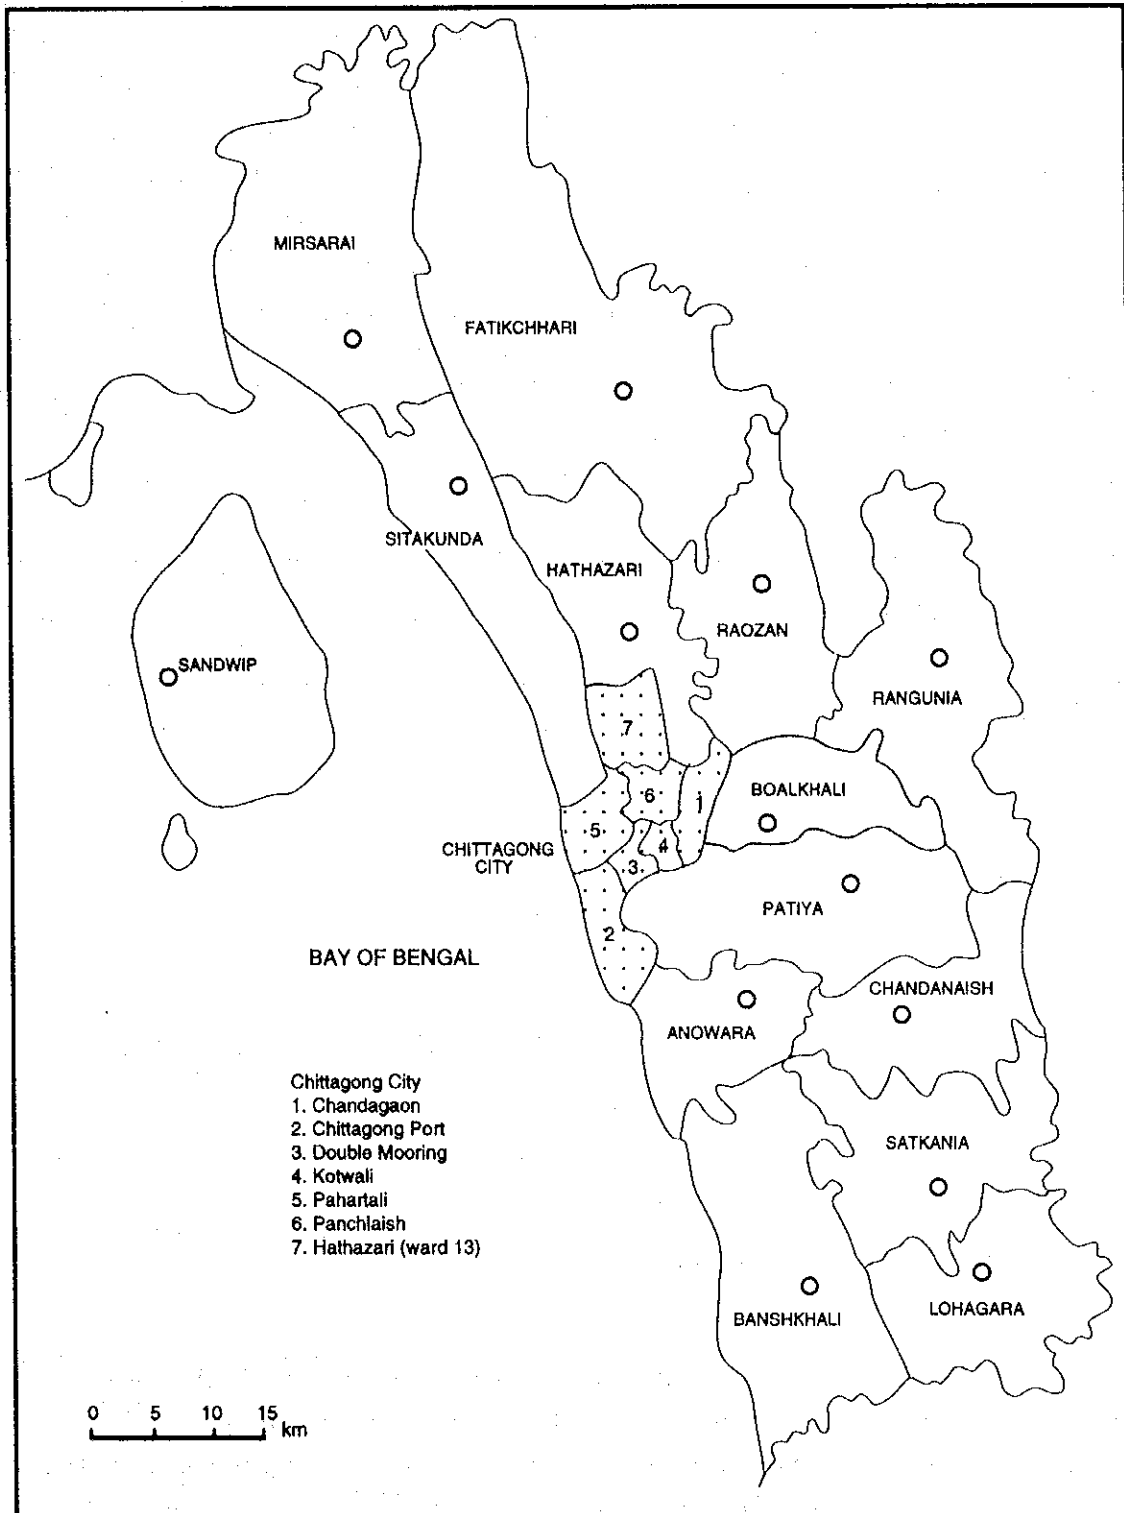 MIRSARAI
FATIKCHHARI
SITAKUNDA
HATHAZARI
RAOZAN
SANDWIP
RANGUNIA
7
BOALKHALI
6
1
5
4
3
CHITTAGONG
CITY
PATIYA
2
BAY OF BENGAL
CHANDANAISH
ANOWARA
Chittagong City
1. Chandagaon
2. Chittagong Port
3. Double Mooring
4. Kotwali
5. Pahartali
6. Panchlaish
7. Hathazari (ward 13)
SATKANIA
LOHAGARA
BANSHKHALI
0 5 10 15
km